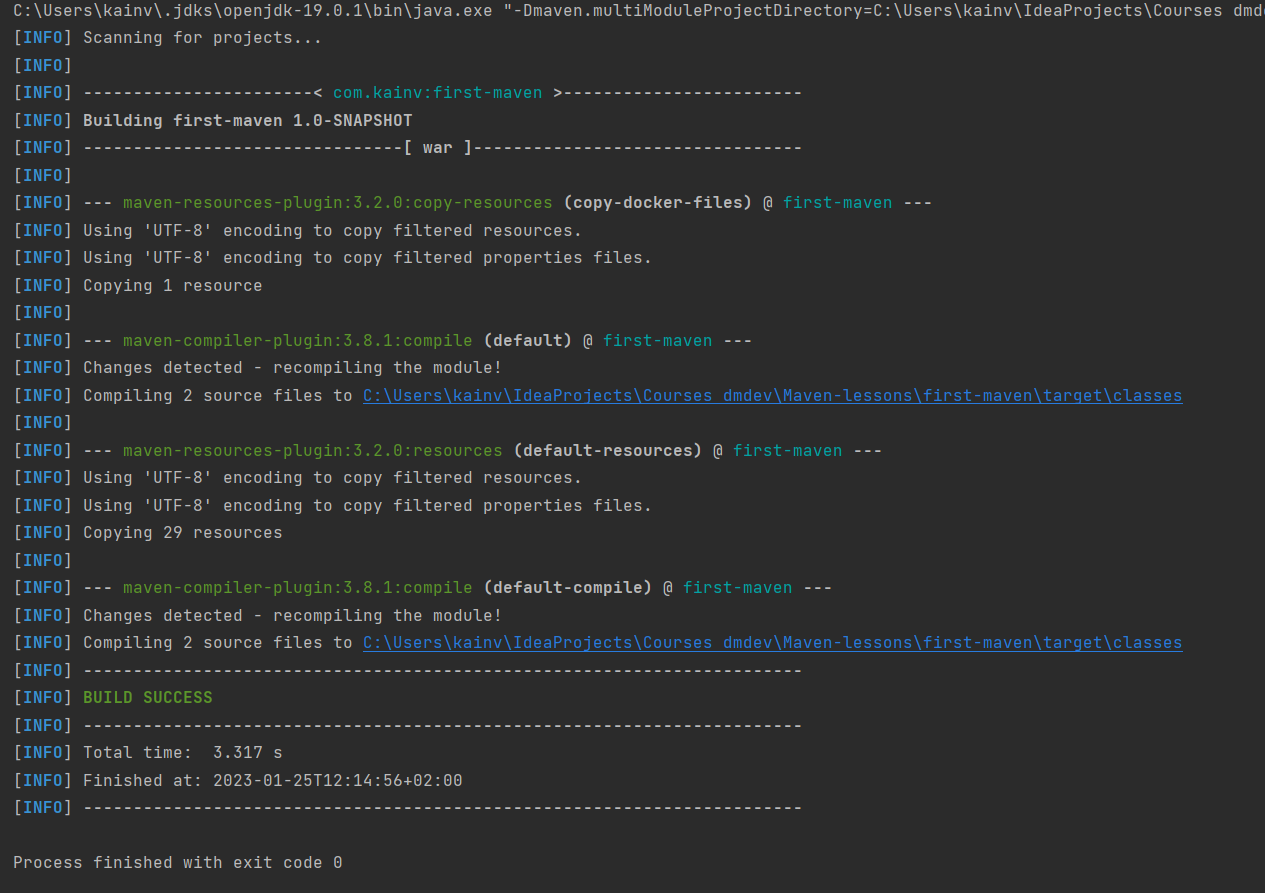 C:\Users\kainv\.jdks\openjdk-19.0.1\bin\java.exe "-Dmaven.multiModuleProjectDirectory=C:\Users\kainv\IdeaProjects\Courses dmd
[INFO] Scanning for projects...
[INFO]
[INFO] -----------------------< com.kainv:first-maven >------------------------
[INFO] Building first-maven 1.0-SNAPSHOT
[INFO] --------------------------------[ war ]---------------------------------
[INFO]
[INFO] --- maven-resources-plugin:3.2.0:copy-resources (copy-docker-files) @ first-maven ---
[INFO] Using 'UTF-8' encoding to copy filtered resources.
[INFO] Using 'UTF-8' encoding to copy filtered properties files.
[INFO] Copying 1 resource
[INFO]
[INFO] --- maven-compiler-plugin:3.8.1:compile (default) @ first-maven ---
[INFO] Changes detected - recompiling the module!
[INFO] Compiling 2 source files to C:\Users\kainv\IdeaProjects\Courses dmdev\Maven-lessons\first-maven\target\classes
[INFO]
[INFO] --- maven-resources-plugin:3.2.0:resources (default-resources) @ first-maven ---
[INFO] Using 'UTF-8' encoding to copy filtered resources.
[INFO] Using 'UTF-8' encoding to copy filtered properties files.
[INFO] Copying 29 resources
[INFO]
[INFO] --- maven-compiler-plugin:3.8.1:compile (default-compile) @ first-maven ---
[INFO] Changes detected - recompiling the module!
[INFO] Compiling 2 source files to C:\Users\kainv\IdeaProjects\Courses dmdev\Maven-lessons\first-maven\target\classes
[INFO] ------------------------------------------------------------------------
[INFO] BUILD SUCCESS
[INFO] ------------------------------------------------------------------------
[INFO] Total time:  3.317 s
[INFO] Finished at: 2023-01-25T12:14:56+02:00
[INFO] ------------------------------------------------------------------------
Process finished with exit code 0